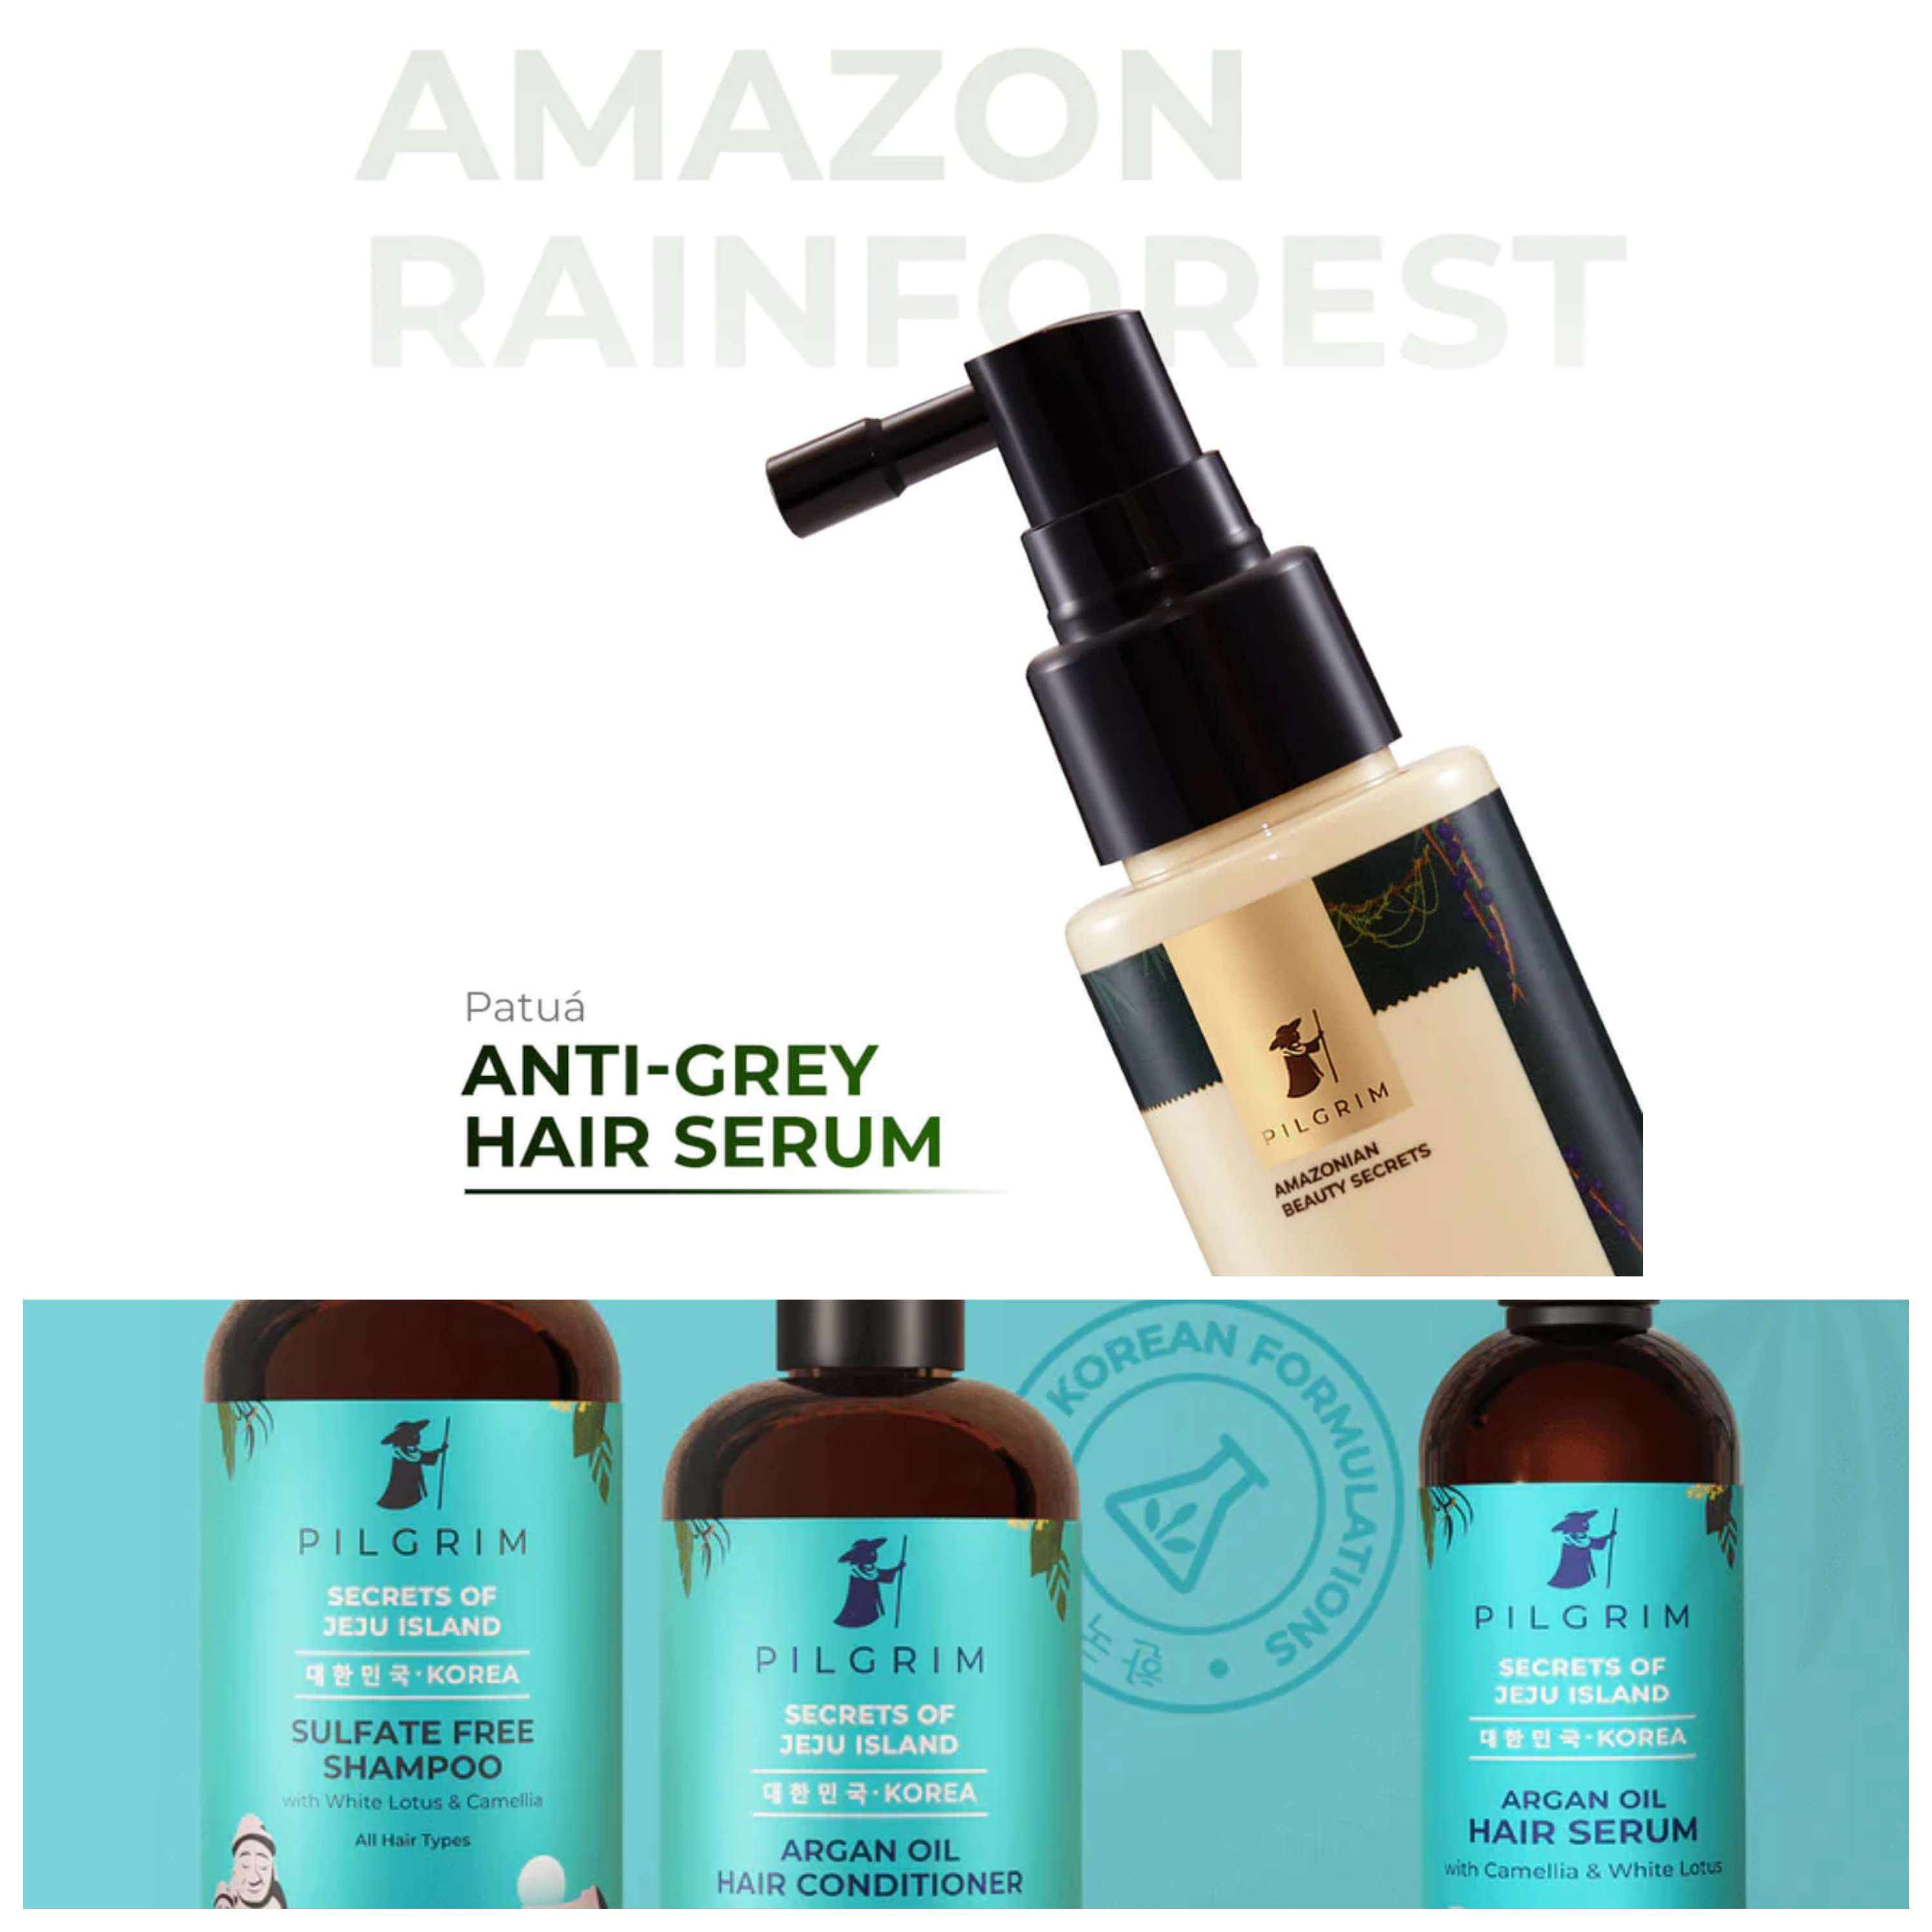 AMAZON
RAINFOREST
Patuá
ANTI-GREY
HAIR SERUM
PILGRIM
AMAZONIAN
BEAUTY SECRETS
PILGRIM
SECRETS OF
JEJU ISLAND
대한민국·KOREA
SULFATE FREE
SHAMPOO
with White Lotus & Camellia
All Hair Types
PILGRIM
SECRETS OF
JEJU ISLAND
대한민국·KOREA
ARGAN OIL
HAIR CONDITIONER
KOREAN FORMULATIONS
PILGRIM
SECRETS OF
JEJU ISLAND
대한민국·KOREA
ARGAN OIL
HAIR SERUM
with Camellia & White Lotus